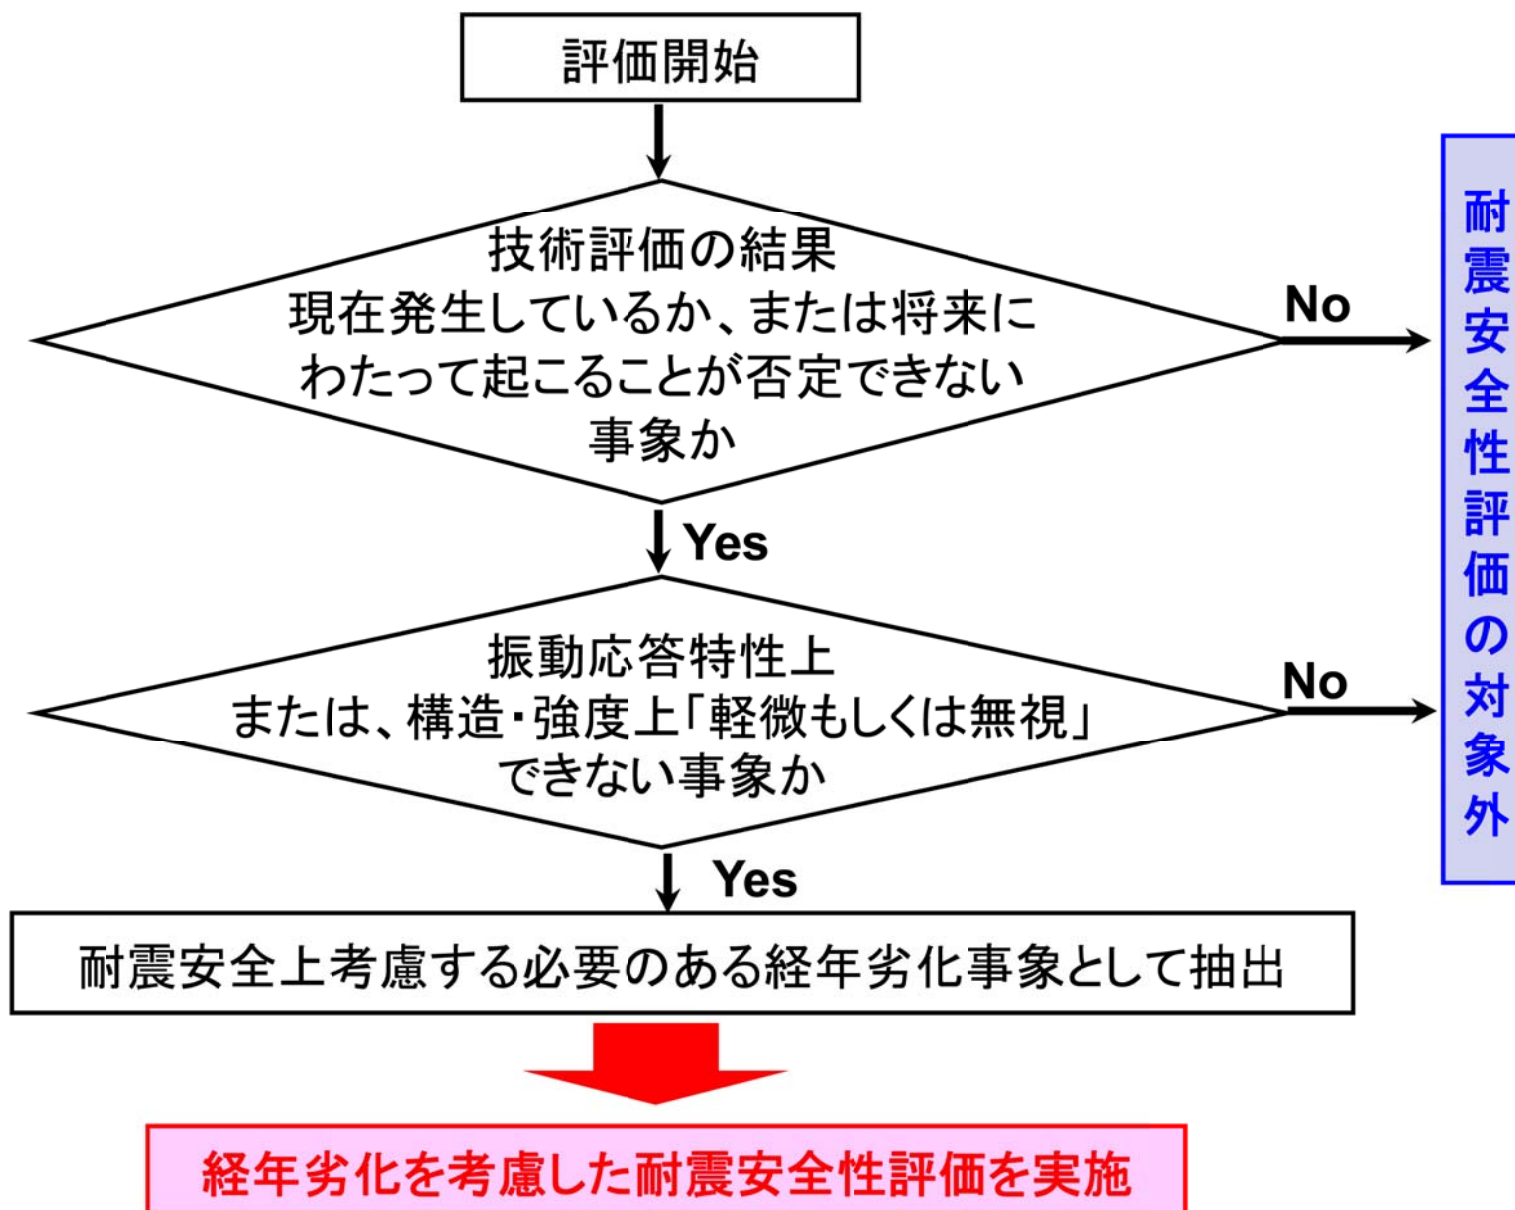 評価開始
技術評価の結果
現在発生しているか、または将来に
わたって起こることが否定できない
事象か
No
Yes
振動応答特性上
または、構造・強度上「軽微もしくは無視」
できない事象か
No
Yes
耐震安全性評価の対象外
耐震安全上考慮する必要のある経年劣化事象として抽出
経年劣化を考慮した耐震安全性評価を実施